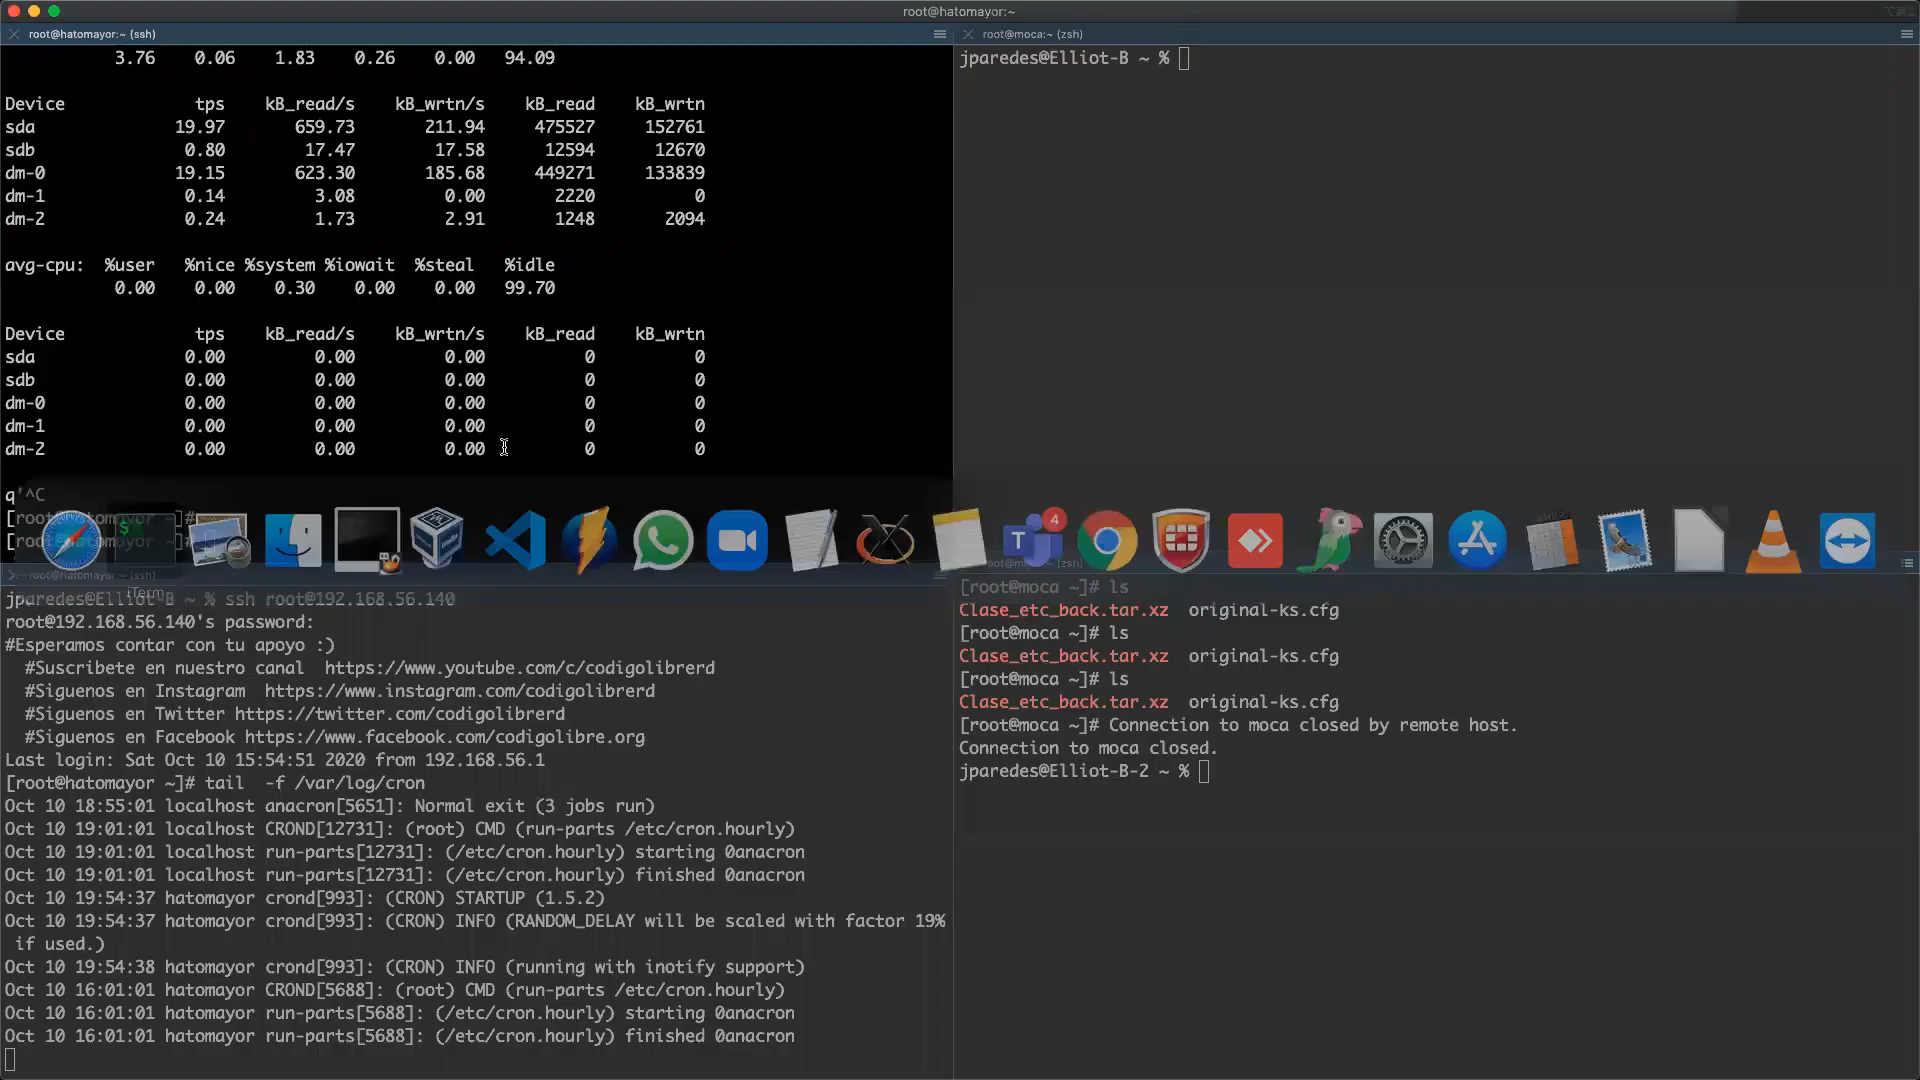 root@hatomayor:~
root@hatomayor:~ (ssh)
3.76 0.06 1.83 0.26 0.00 94.09
Device tps kB_read/s kB_wrtn/s kB_read kB_wrtn
sda 19.97 659.73 211.94 475527 152761
sdb 0.80 17.47 17.58 12594 12670
dm-0 19.15 623.30 185.68 449271 133839
dm-1 0.14 3.08 0.00 2220 0
dm-2 0.24 1.73 2.91 1248 2094
avg-cpu: %user %nice %system %iowait %steal %idle
0.00 0.00 0.30 0.00 0.00 99.70
Device tps kB_read/s kB_wrtn/s kB_read kB_wrtn
sda 0.00 0.00 0.00 0 0
sdb 0.00 0.00 0.00 0 0
dm-0 0.00 0.00 0.00 0 0
dm-1 0.00 0.00 0.00 0 0
dm-2 0.00 0.00 0.00 0 0
q'^C
root@moca:~ (zsh)
jparedes@Elliot-B ~ %
$
T
4
iTerm
root@hatomayor:~ (ssh)
jparedes@Elliot-B ~ % ssh root@192.168.56.140
root@192.168.56.140's password:
#Esperamos contar con tu apoyo :)
#Suscribete en nuestro canal https://www.youtube.com/c/codigolibrerd
#Siguenos en Instagram https://www.instagram.com/codigolibrerd
#Siguenos en Twitter https://twitter.com/codigolibrerd
#Siguenos en Facebook https://www.facebook.com/codigolibre.org
Last login: Sat Oct 10 15:54:51 2020 from 192.168.56.1
[root@hatomayor ~]# tail -f /var/log/cron
Oct 10 18:55:01 localhost anacron[5651]: Normal exit (3 jobs run)
Oct 10 19:01:01 localhost CROND[12731]: (root) CMD (run-parts /etc/cron.hourly)
Oct 10 19:01:01 localhost run-parts[12731]: (/etc/cron.hourly) starting 0anacron
Oct 10 19:01:01 localhost run-parts[12731]: (/etc/cron.hourly) finished 0anacron
Oct 10 19:54:37 hatomayor crond[993]: (CRON) STARTUP (1.5.2)
Oct 10 19:54:37 hatomayor crond[993]: (CRON) INFO (RANDOM_DELAY will be scaled with factor 19%
if used.)
Oct 10 19:54:38 hatomayor crond[993]: (CRON) INFO (running with inotify support)
Oct 10 16:01:01 hatomayor CROND[5688]: (root) CMD (run-parts /etc/cron.hourly)
Oct 10 16:01:01 hatomayor run-parts[5688]: (/etc/cron.hourly) starting 0anacron
Oct 10 16:01:01 hatomayor run-parts[5688]: (/etc/cron.hourly) finished 0anacron
[root@moca ~]# ls
Clase_etc_back.tar.xz original-ks.cfg
[root@moca ~]# ls
Clase_etc_back.tar.xz original-ks.cfg
[root@moca ~]# ls
Clase_etc_back.tar.xz original-ks.cfg
[root@moca ~]# Connection to moca closed by remote host.
Connection to moca closed.
jparedes@Elliot-B-2 ~ %